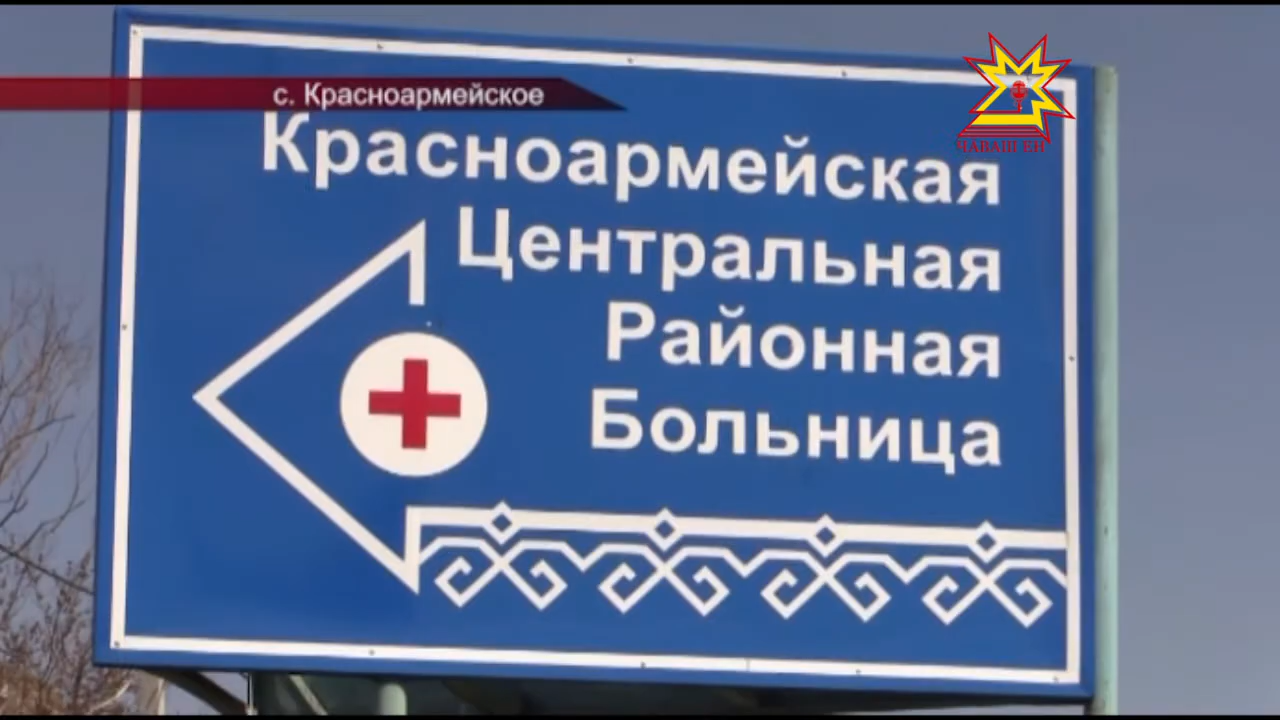 с. Красноармейское
Красноармейская
ЧАВАШ ЕН
Центральная
Районная
Больница